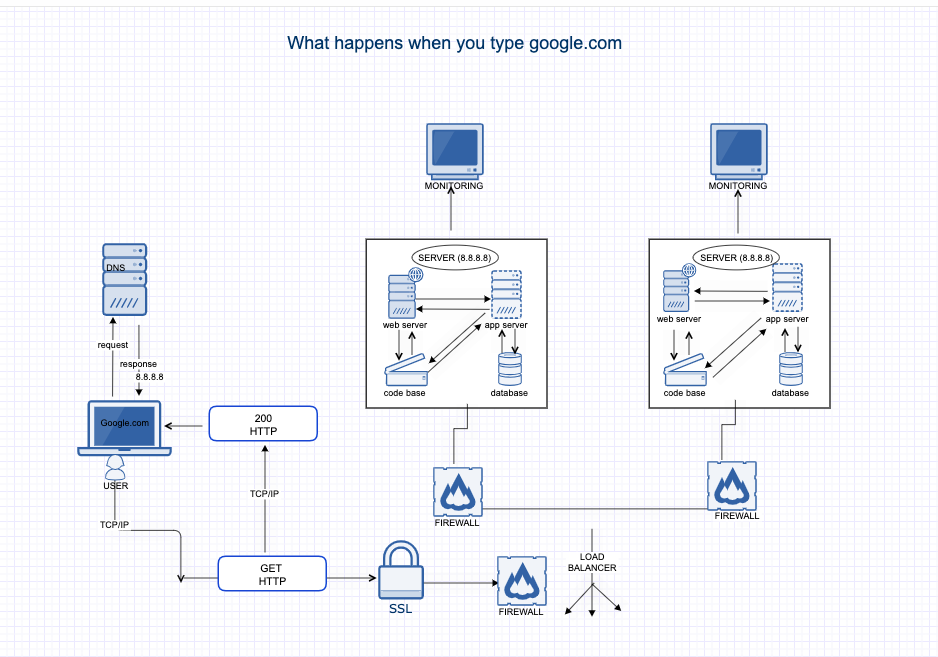 What happens when you type google.com
MONITORING
MONITORING
DNS
request
response
8.8.8.8
Google.com
USER
TCP/IP
200
HTTP
TCP/IP
GET
HTTP
SSL
FIREWALL
LOAD
BALANCER
SERVER (8.8.8.8)
web server
app server
code base
database
FIREWALL
SERVER (8.8.8.8)
web server
app server
code base
database
FIREWALL